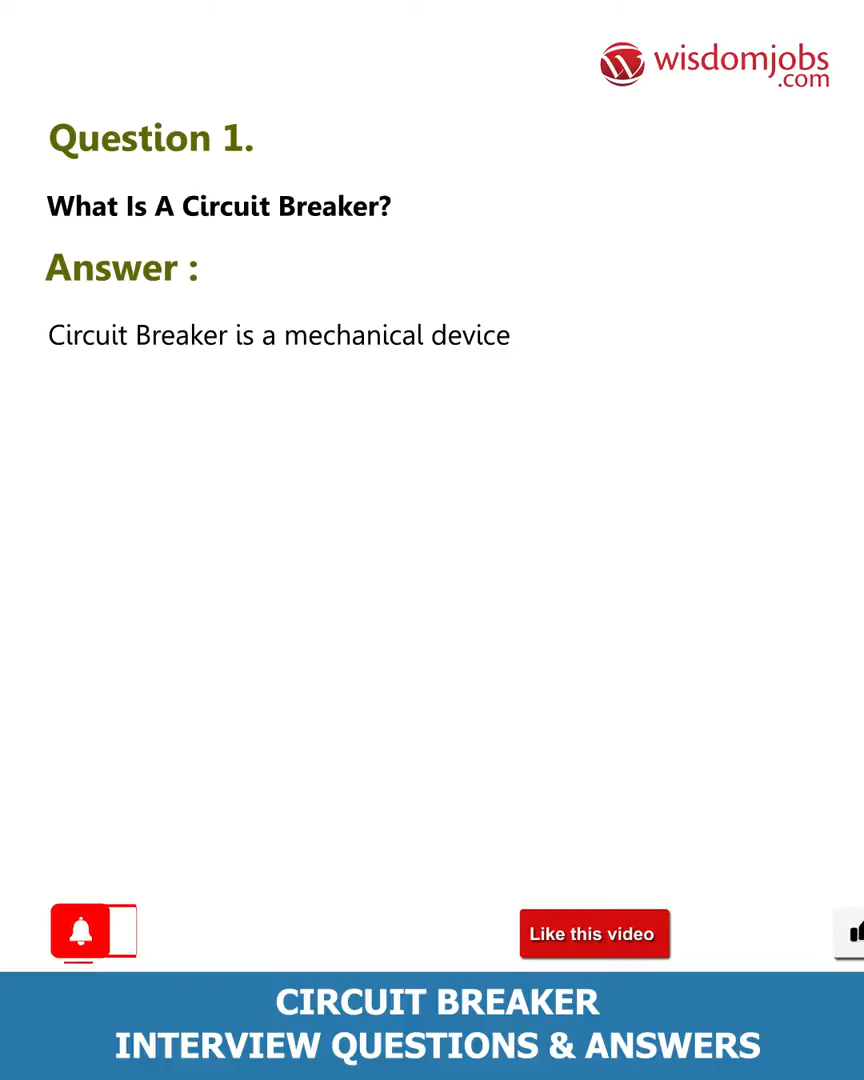 wisdomjobs
.com
Question 1.
What Is A Circuit Breaker?
Answer :
Circuit Breaker is a mechanical device
Like this video
CIRCUIT BREAKER
INTERVIEW QUESTIONS & ANSWERS